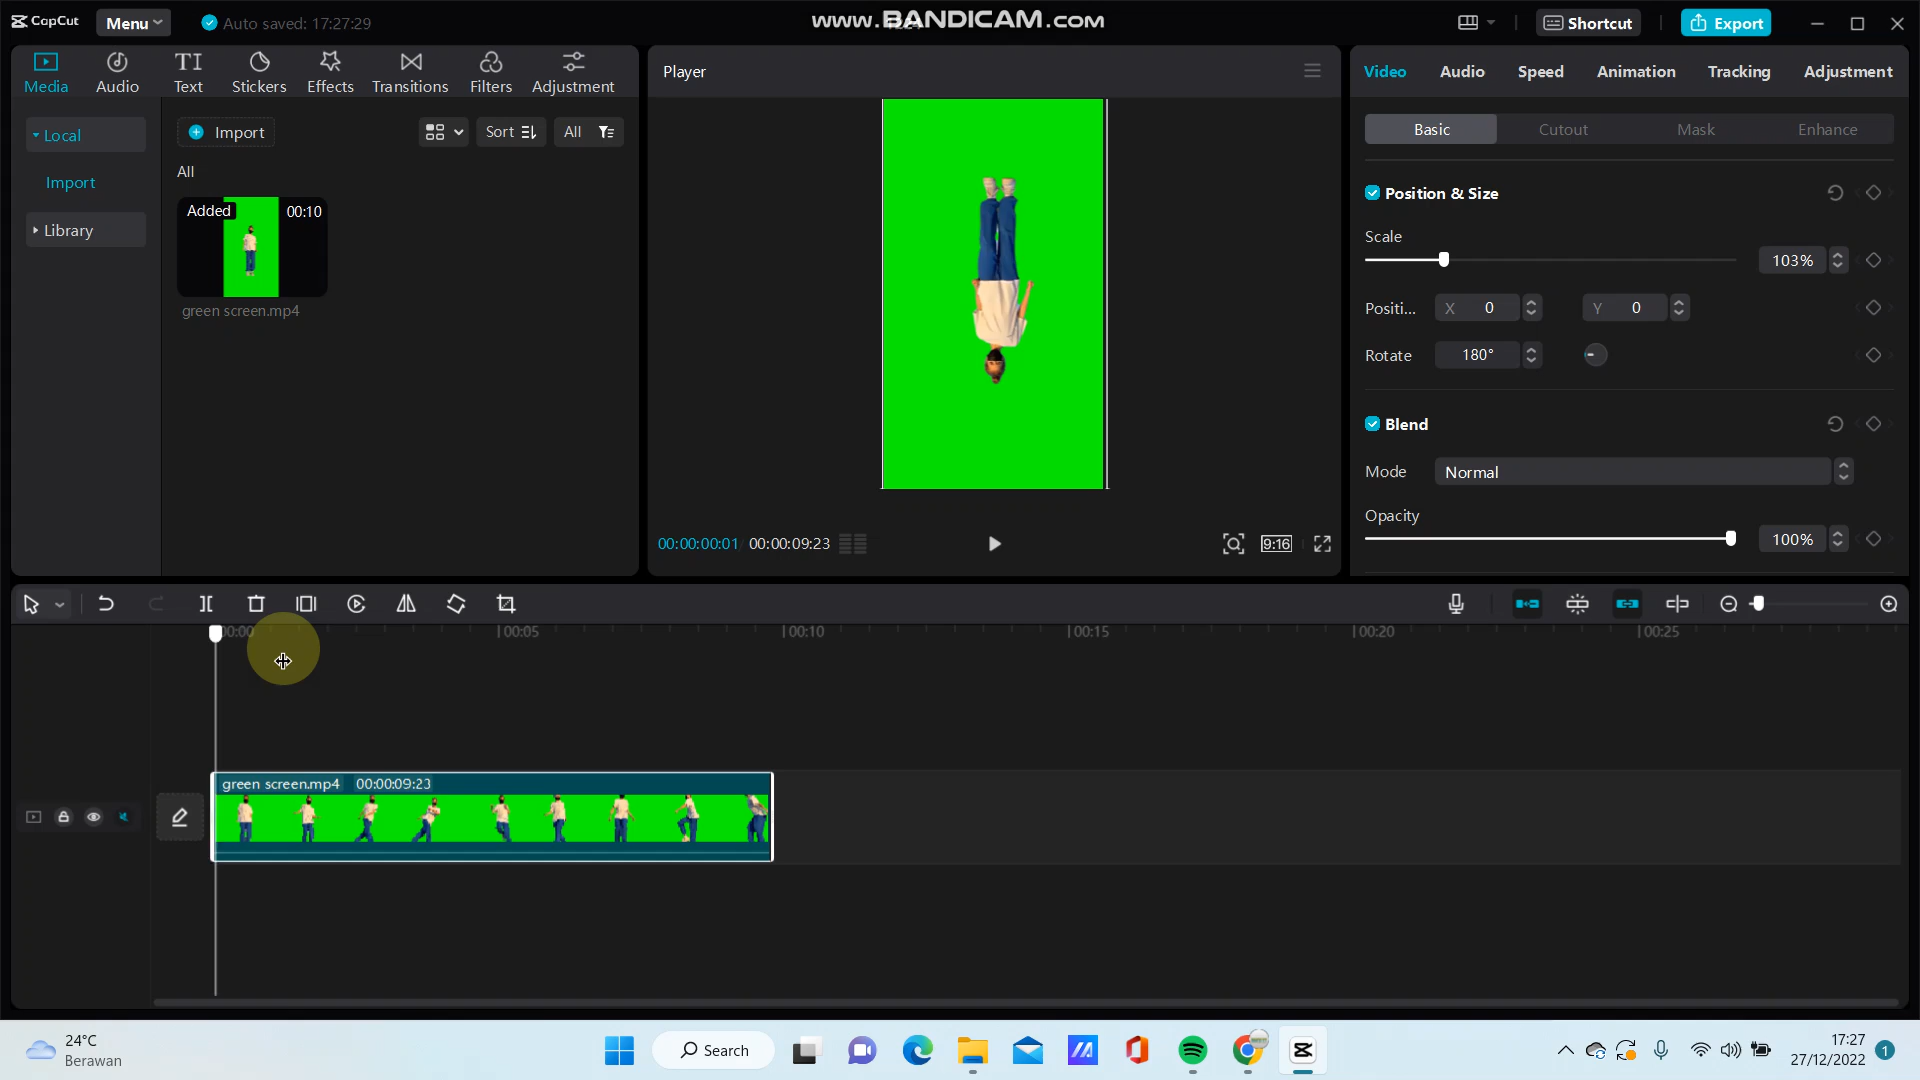 CapCut Menu Auto saved: 17:27:29 www.BANDICAM.com Shortcut Export
Media Audio Text Stickers Effects Transitions Filters Adjustment
Local
Import
Library
Import Sort All
All
Added 00:10
green screen.mp4
Player
00:00:00:01 00:00:09:23
9:16
Video Audio Speed Animation Tracking Adjustment
Basic Cutout Mask Enhance
Position & Size
Scale
103%
Positi... X 0 Y 0
Rotate 180°
Blend
Mode Normal
Opacity
100%
00:00 00:05 00:10 00:15 00:20 00:25
green screen.mp4 00:00:09:23
24°C
Berawan
Search
17:27
27/12/2022 1